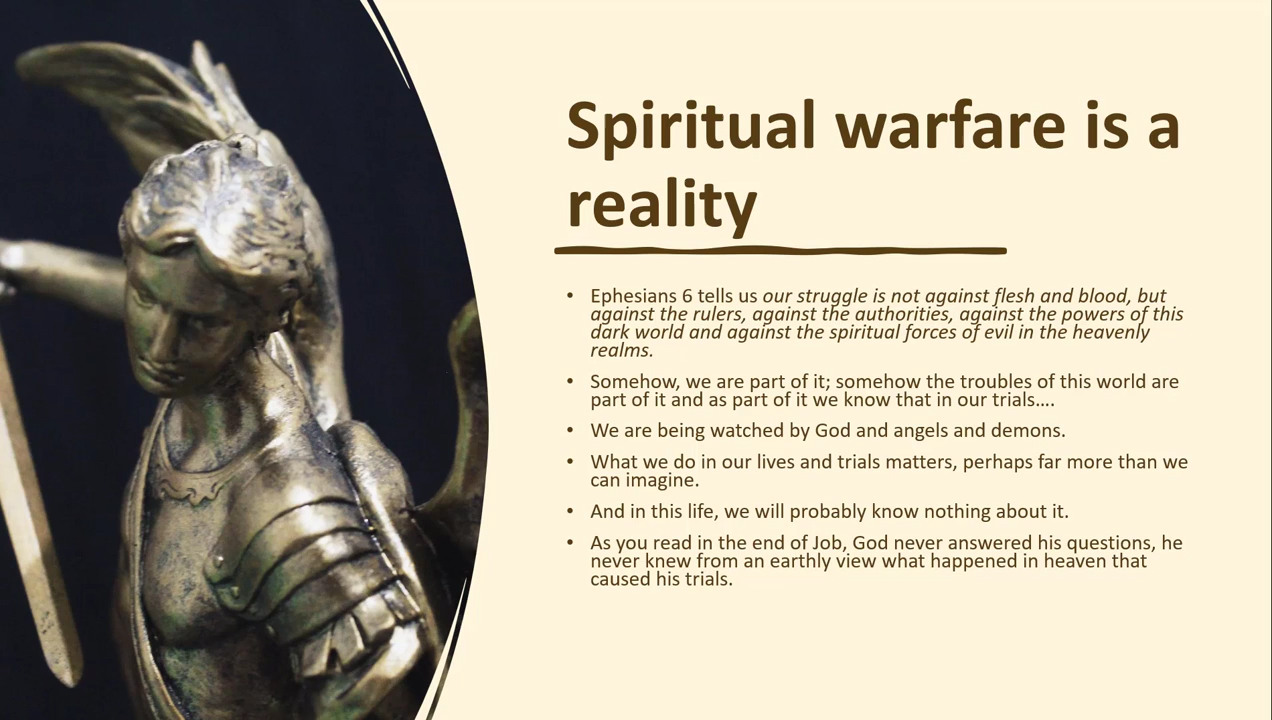 Spiritual warfare is a
reality
• Ephesians 6 tells us our struggle is not against flesh and blood, but
against the rulers, against the authorities, against the powers of this
dark world and against the spiritual forces of evil in the heavenly
realms.
• Somehow, we are part of it; somehow the troubles of this world are
part of it and as part of it we know that in our trials….
• We are being watched by God and angels and demons.
• What we do in our lives and trials matters, perhaps far more than we
can imagine.
• And in this life, we will probably know nothing about it.
• As you read in the end of Job, God never answered his questions, he
never knew from an earthly view what happened in heaven that
caused his trials.